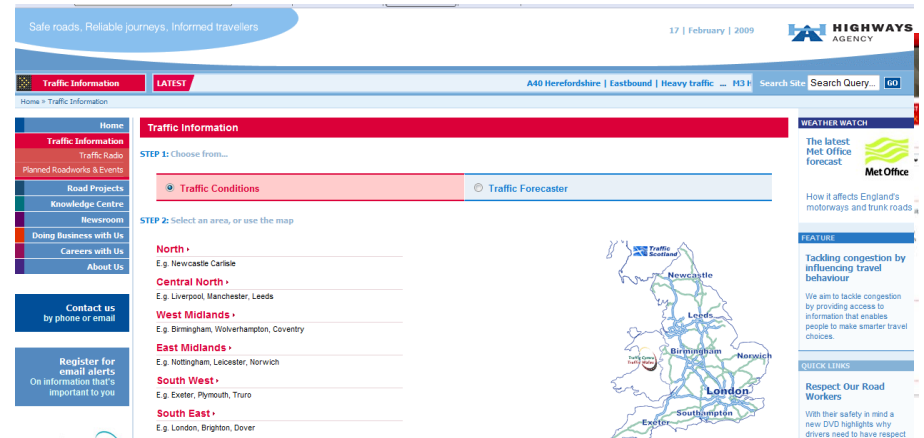 Safe roads, Reliable journeys, Informed travellers
17 | February | 2009
HIGHWAYS
AGENCY
Traffic Information
LATEST
A40 Herefordshire | Eastbound | Heavy traffic ... M3 H
Search Site
Search Query...
GO
Home » Traffic Information
Home
Traffic Information
Traffic Radio
Planned Roadworks & Events
Road Projects
Knowledge Centre
Newsroom
Doing Business with Us
Careers with Us
About Us
Contact us
by phone or email
Register for
email alerts
On information that's
important to you
Traffic Information
STEP 1: Choose from...
Traffic Conditions
Traffic Forecaster
STEP 2: Select an area, or use the map
North
E.g. Newcastle Carlisle
Central North
E.g. Liverpool, Manchester, Leeds
West Midlands
E.g. Birmingham, Wolverhampton, Coventry
East Midlands
E.g. Nottingham, Leicester, Norwich
South West
E.g. Exeter, Plymouth, Truro
South East
E.g. London, Brighton, Dover
Traffic
Scotland
Newcastle
Leeds
Birmingham
Norwich
London
Southampton
Exeter
WEATHER WATCH
The latest
Met Office
forecast
Met Office
How it affects England's
motorways and trunk roads
FEATURE
Tackling congestion by
influencing travel
behaviour
We aim to tackle congestion
by providing access to
information that enables
people to make smarter travel
choices.
QUICK LINKS
Respect Our Road
Workers
With their safety in mind a
new DVD highlights why
drivers need to have respect